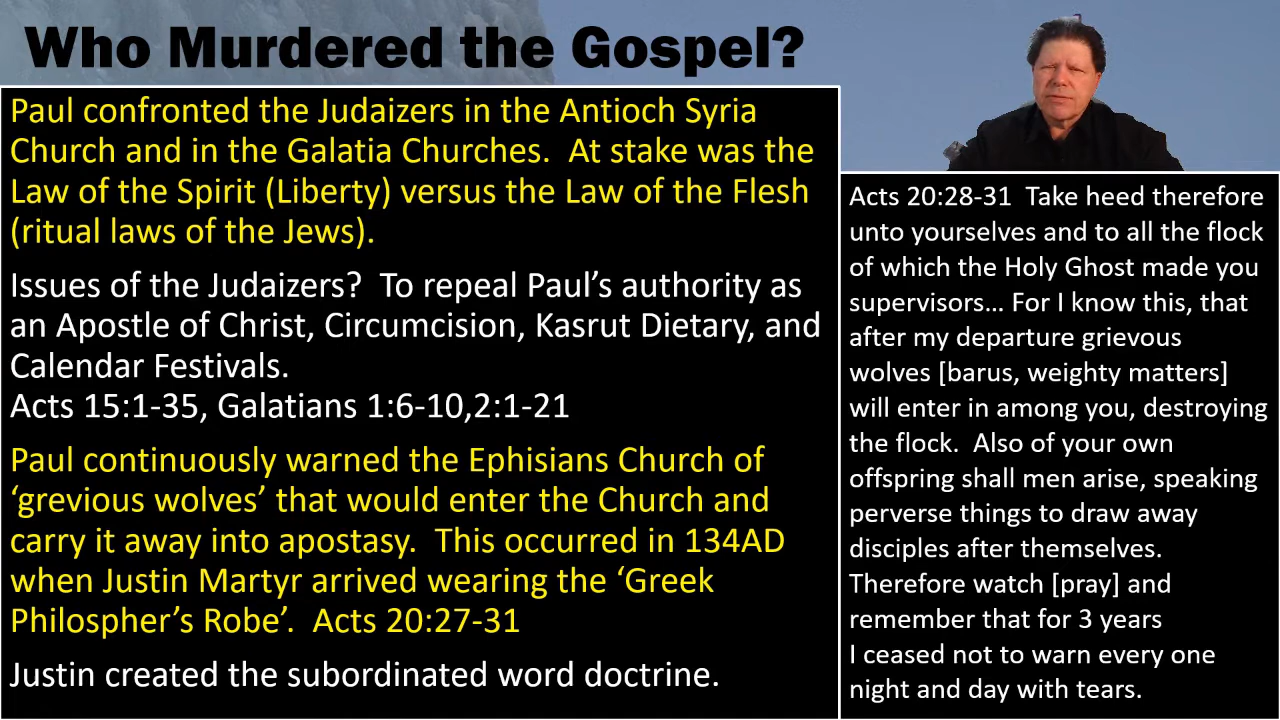 Who Murdered the Gospel?
Paul confronted the Judaizers in the Antioch Syria
Church and in the Galatia Churches.  At stake was the
Law of the Spirit (Liberty) versus the Law of the Flesh
(ritual laws of the Jews).
Issues of the Judaizers?  To repeal Paul’s authority as
an Apostle of Christ, Circumcision, Kasrut Dietary, and
Calendar Festivals.
Acts 15:1-35, Galatians 1:6-10,2:1-21
Paul continuously warned the Ephisians Church of
‘grevious wolves’ that would enter the Church and
carry it away into apostasy.  This occurred in 134AD
when Justin Martyr arrived wearing the ‘Greek
Philospher’s Robe’.  Acts 20:27-31
Justin created the subordinated word doctrine.
Acts 20:28-31  Take heed therefore
unto yourselves and to all the flock
of which the Holy Ghost made you
supervisors… For I know this, that
after my departure grievous
wolves [barus, weighty matters]
will enter in among you, destroying
the flock.  Also of your own
offspring shall men arise, speaking
perverse things to draw away
disciples after themselves.
Therefore watch [pray] and
remember that for 3 years
I ceased not to warn every one
night and day with tears.